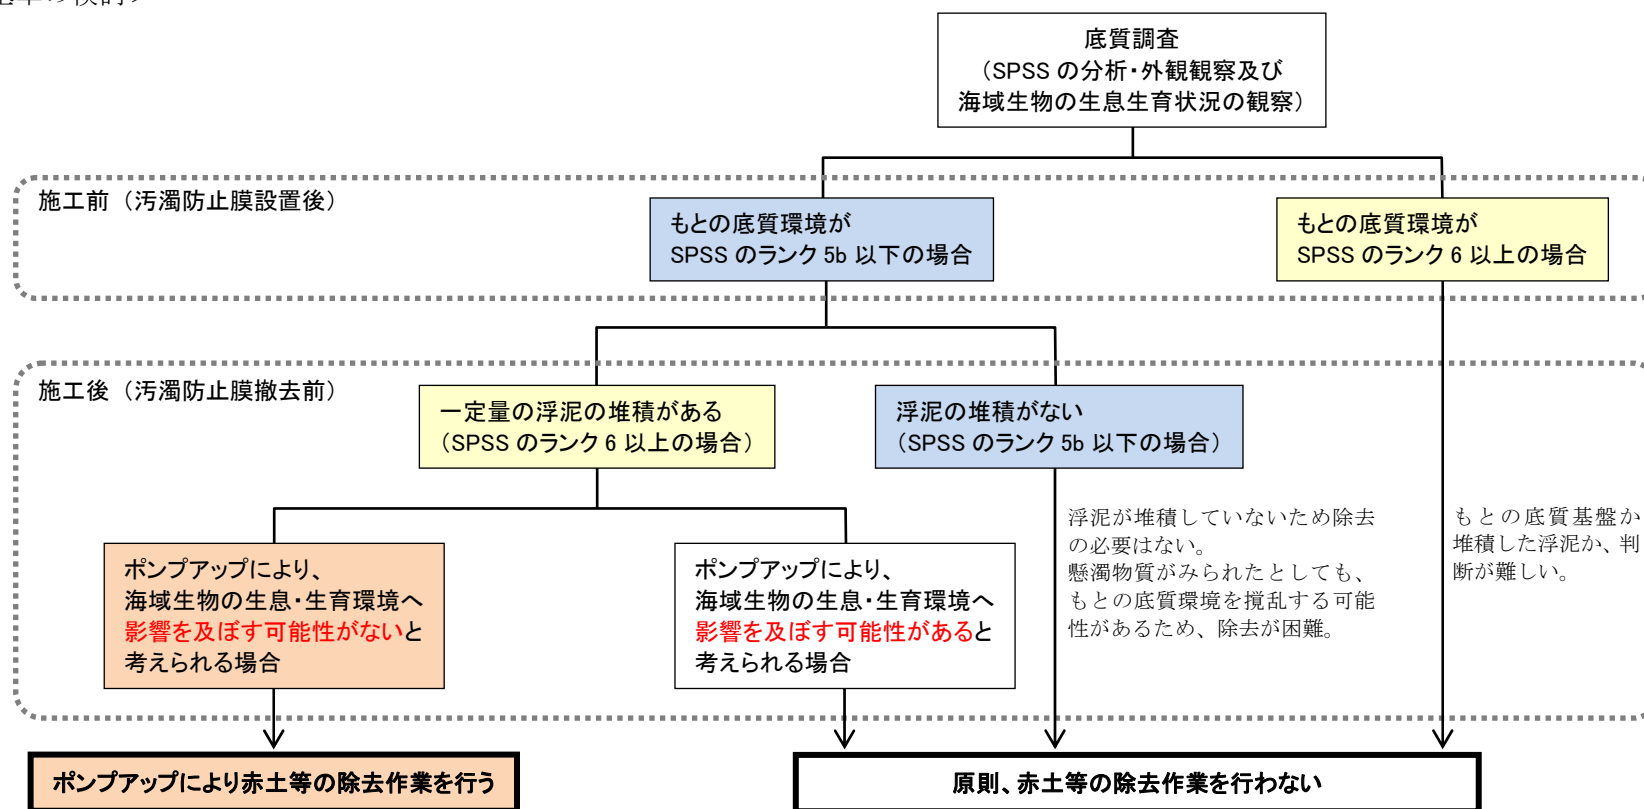 底質調査
（SPSS の分析・外観観察及び
海域生物の生息生育状況の観察）
施工前（汚濁防止膜設置後）
もとの底質環境が
SPSS のランク 5b 以下の場合
もとの底質環境が
SPSS のランク 6 以上の場合
施工後（汚濁防止膜撤去前）
一定量の浮泥の堆積がある
（SPSS のランク 6 以上の場合）
浮泥の堆積がない
（SPSS のランク 5b 以下の場合）
ポンプアップにより、
海域生物の生息・生育環境へ
影響を及ぼす可能性がないと
考えられる場合
ポンプアップにより、
海域生物の生息・生育環境へ
影響を及ぼす可能性があると
考えられる場合
浮泥が堆積していないため除去
の必要はない。
懸濁物質がみられたとしても、
もとの底質環境を撹乱する可能
性があるため、除去が困難。
もとの底質基盤か
堆積した浮泥か、判
断が難しい。
ポンプアップにより赤土等の除去作業を行う
原則、赤土等の除去作業を行わない